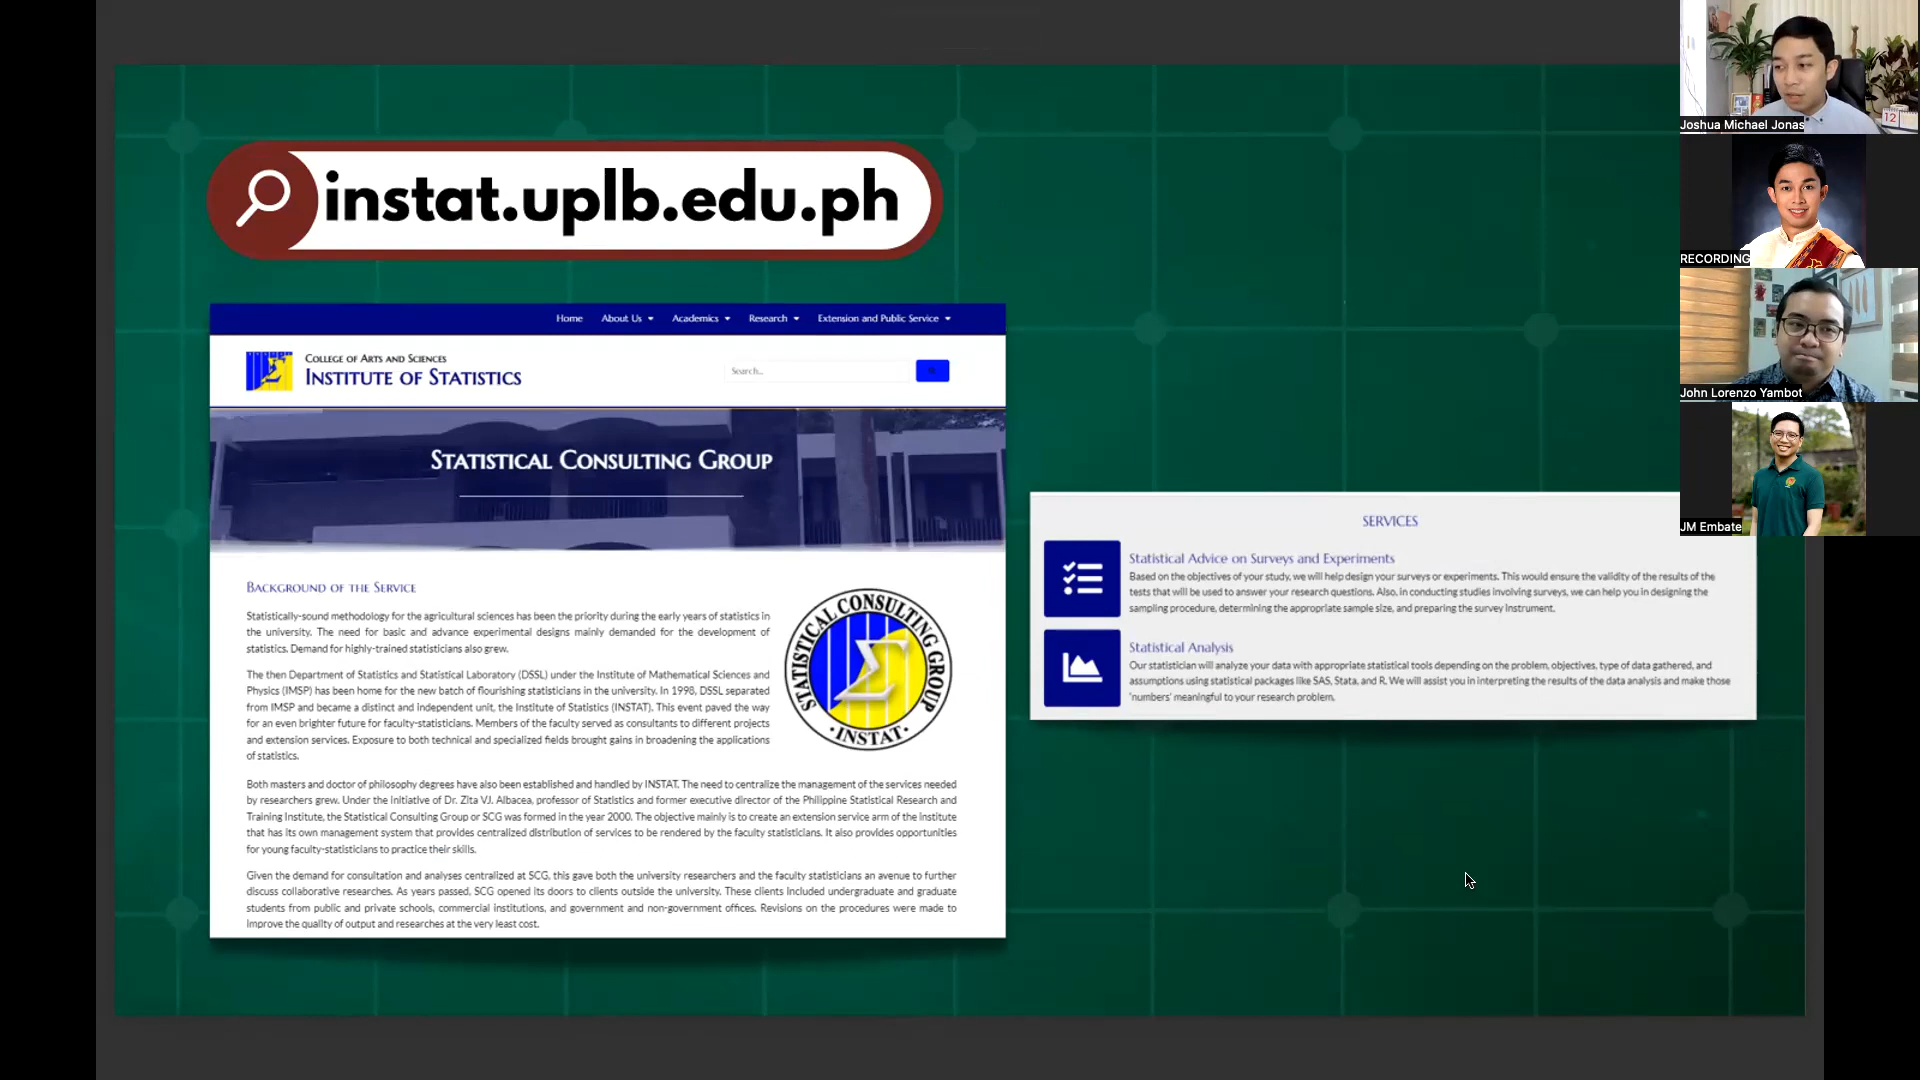 instat.uplb.edu.ph
Home About Us Academics Research Extension and Public Service
College of Arts and Sciences
Institute of Statistics
Search...
Statistical Consulting Group
Background of the Service
Statistically-sound methodology for the agricultural sciences has been the priority during the early years of statistics in
the university. The need for basic and advance experimental designs mainly demanded for the development of
statistics. Demand for highly-trained statisticians also grew.
The then Department of Statistics and Statistical Laboratory (DSSL) under the Institute of Mathematical Sciences and
Physics (IMSP) has been home for the new batch of flourishing statisticians in the university. In 1998, DSSL separated
from IMSP and became a distinct and independent unit, the Institute of Statistics (INSTAT). This event paved the way
for an even brighter future for faculty-statisticians. Members of the faculty served as consultants to different projects
and extension services. Exposure to both technical and specialized fields brought gains in broadening the applications
of statistics.
STATISTICAL CONSULTING GROUP
·INSTAT·
Both masters and doctor of philosophy degrees have also been established and handled by INSTAT. The need to centralize the management of the services needed
by researchers grew. Under the initiative of Dr. Zita VJ. Albacea, professor of Statistics and former executive director of the Philippine Statistical Research and
Training Institute, the Statistical Consulting Group or SCG was formed in the year 2000. The objective mainly is to create an extension service arm of the institute
that has its own management system that provides centralized distribution of services to be rendered by the faculty statisticians. It also provides opportunities
for young faculty-statisticians to practice their skills.
Given the demand for consultation and analyses centralized at SCG, this gave both the university researchers and the faculty statisticians an avenue to further
discuss collaborative researches. As years passed, SCG opened its doors to clients outside the university. These clients included undergraduate and graduate
students from public and private schools, commercial institutions, and government and non-government offices. Revisions on the procedures were made to
improve the quality of output and researches at the very least cost.
SERVICES
Statistical Advice on Surveys and Experiments
Based on the objectives of your study, we will help design your surveys or experiments. This would ensure the validity of the results of the
tests that will be used to answer your research questions. Also, in conducting studies involving surveys, we can help you in designing the
sampling procedure, determining the appropriate sample size, and preparing the survey instrument.
Statistical Analysis
Our statistician will analyze your data with appropriate statistical tools depending on the problem, objectives, type of data gathered, and
assumptions using statistical packages like SAS, Stata, and R. We will assist you in interpreting the results of the data analysis and make those
'numbers' meaningful to your research problem.
12
Joshua Michael Jonas
RECORDING
John Lorenzo Yambot
JM Embate